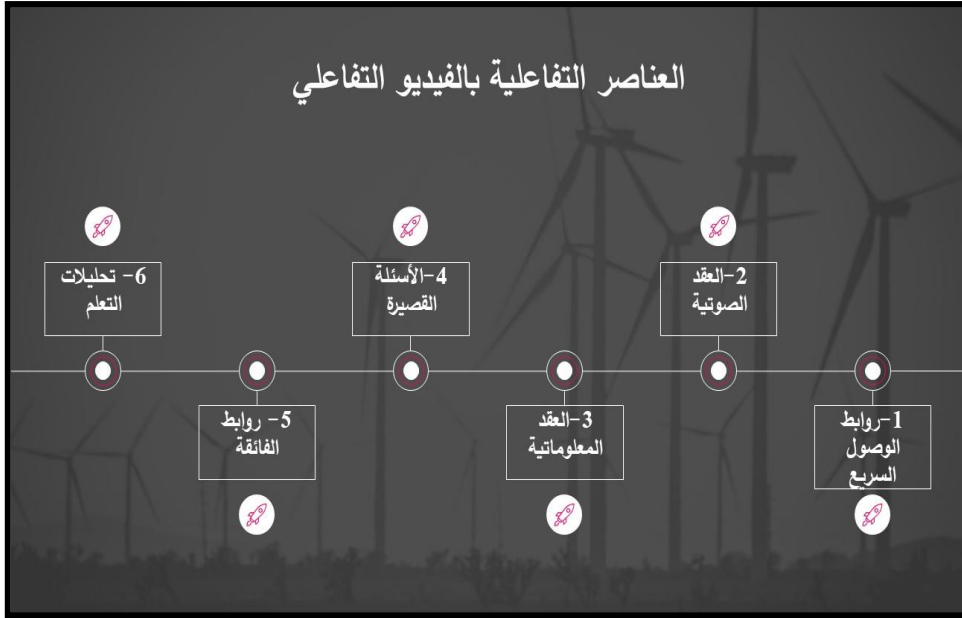 العناصر التفاعلية بالفيديو التفاعلي
1-روابط
الوصول
السريع
2-العقد
الصوتية
3-العقد
المعلوماتية
4-الأسئلة
القصيرة
5- روابط
الفائقة
6- تحليلات
التعلم